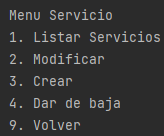 Menu Servicio
1. Listar Servicios
2. Modificar
3. Crear
4. Dar de baja
9. Volver